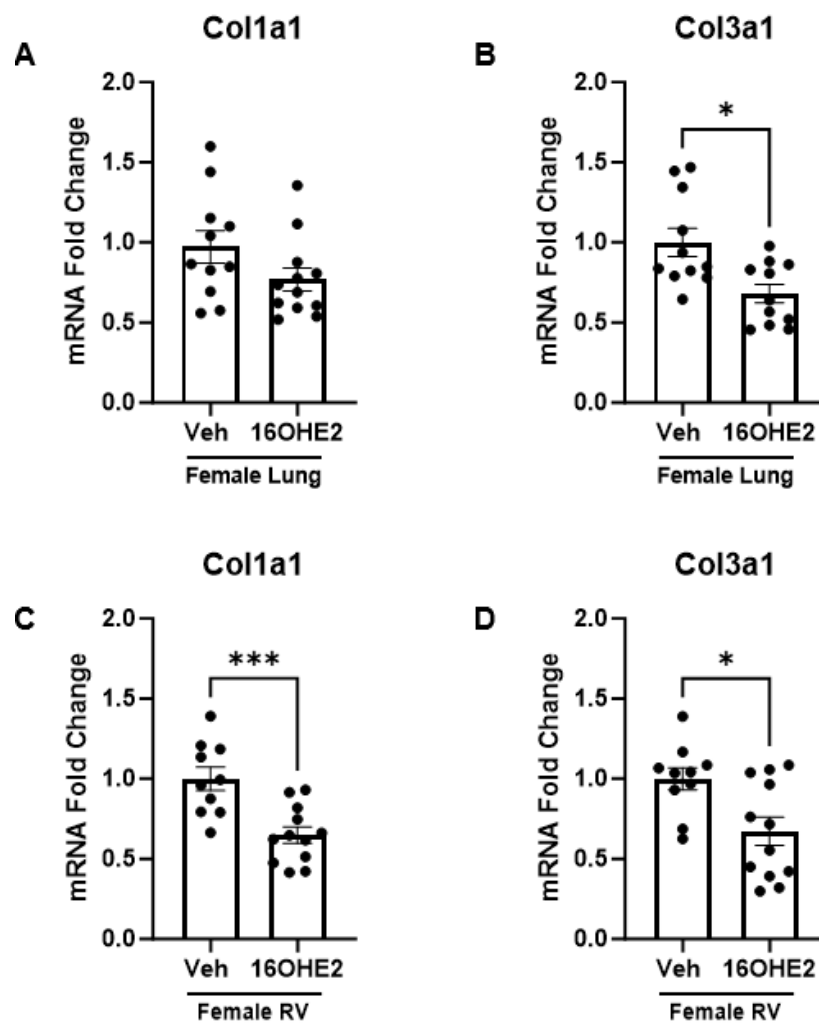 Col1a1
A
2.0
1.5
1.0
0.5
0.0
mRNA Fold Change
Veh 16OHE2
Female Lung
Col3a1
B
2.0
1.5
1.0
0.5
0.0
mRNA Fold Change
*
Veh 16OHE2
Female Lung
Col1a1
C
2.0
1.5
1.0
0.5
0.0
mRNA Fold Change
***
Veh 16OHE2
Female RV
Col3a1
D
2.0
1.5
1.0
0.5
0.0
mRNA Fold Change
*
Veh 16OHE2
Female RV